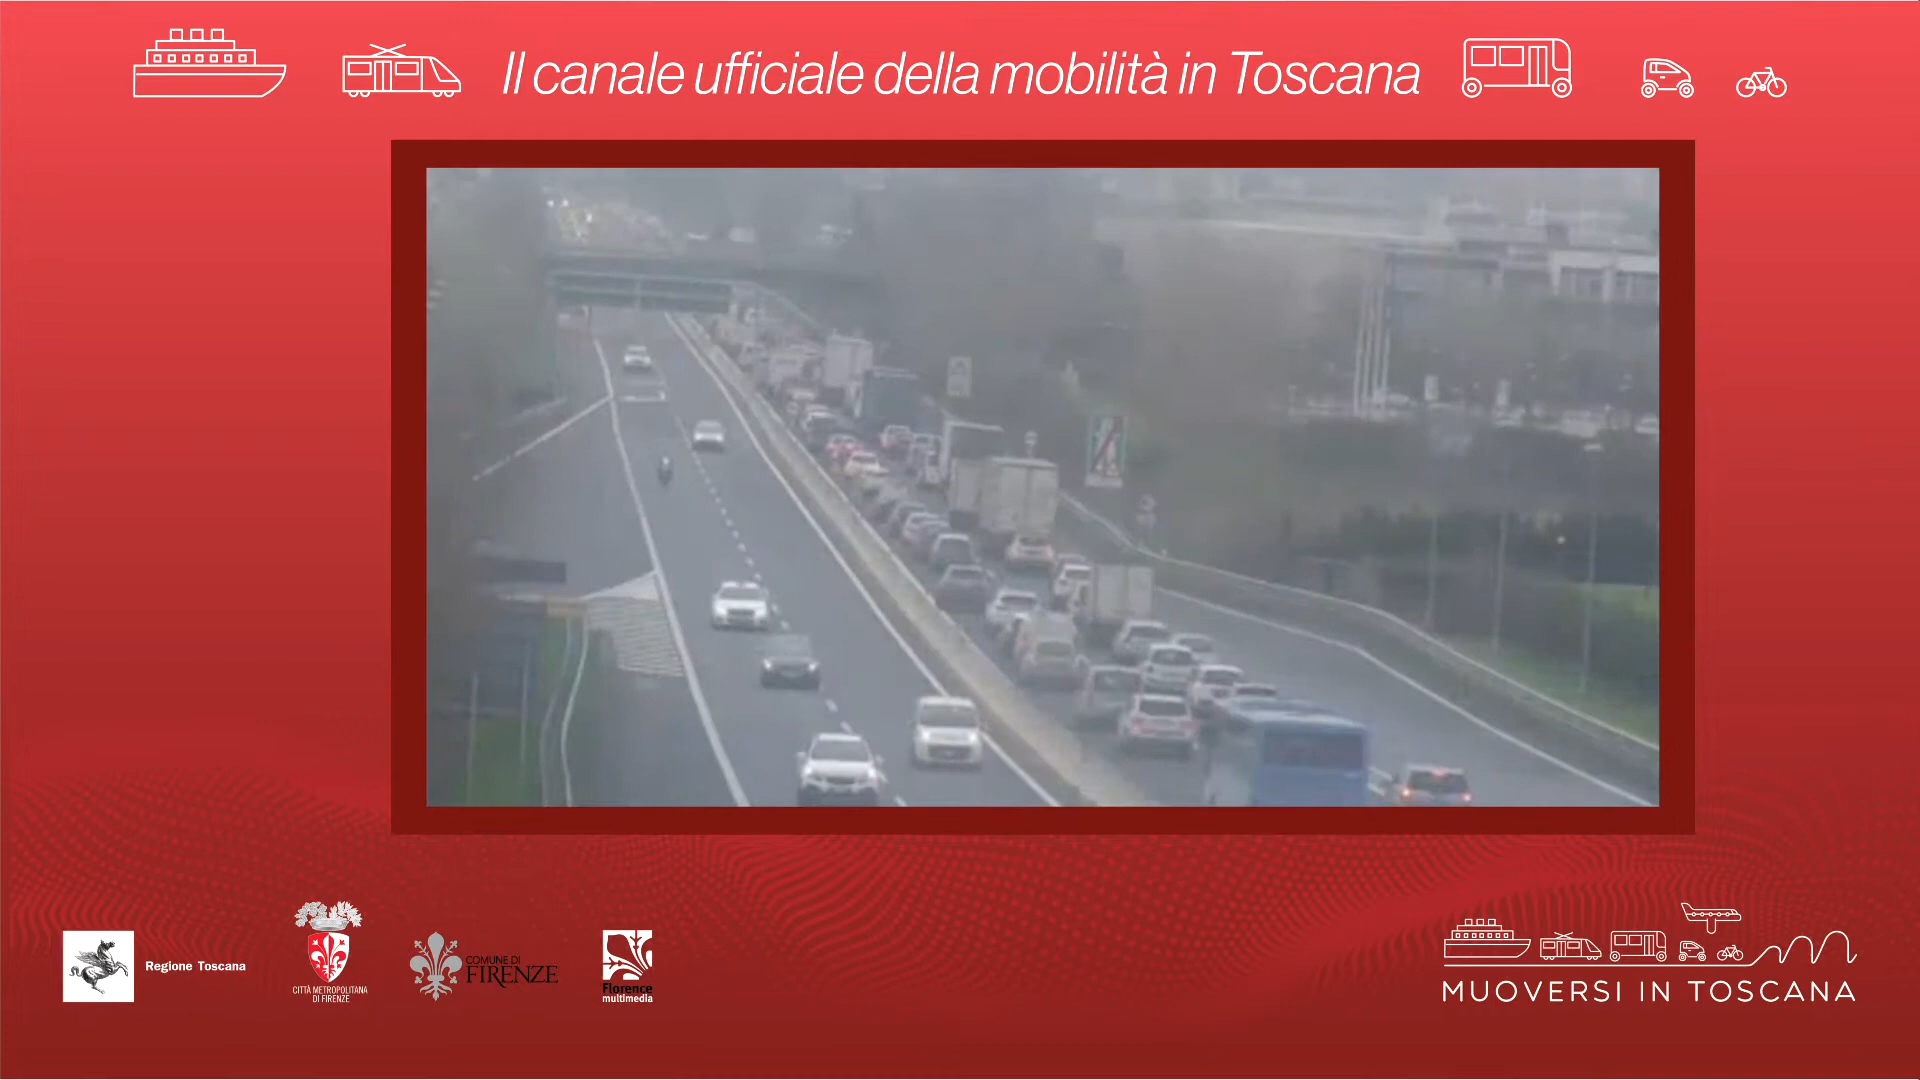 Il canale ufficiale della mobilità in Toscana
Regione Toscana
CITTÀ METROPOLITANA
DI FIRENZE
COMUNE DI
FIRENZE
Florence
multimedia
MUOVERSI IN TOSCANA